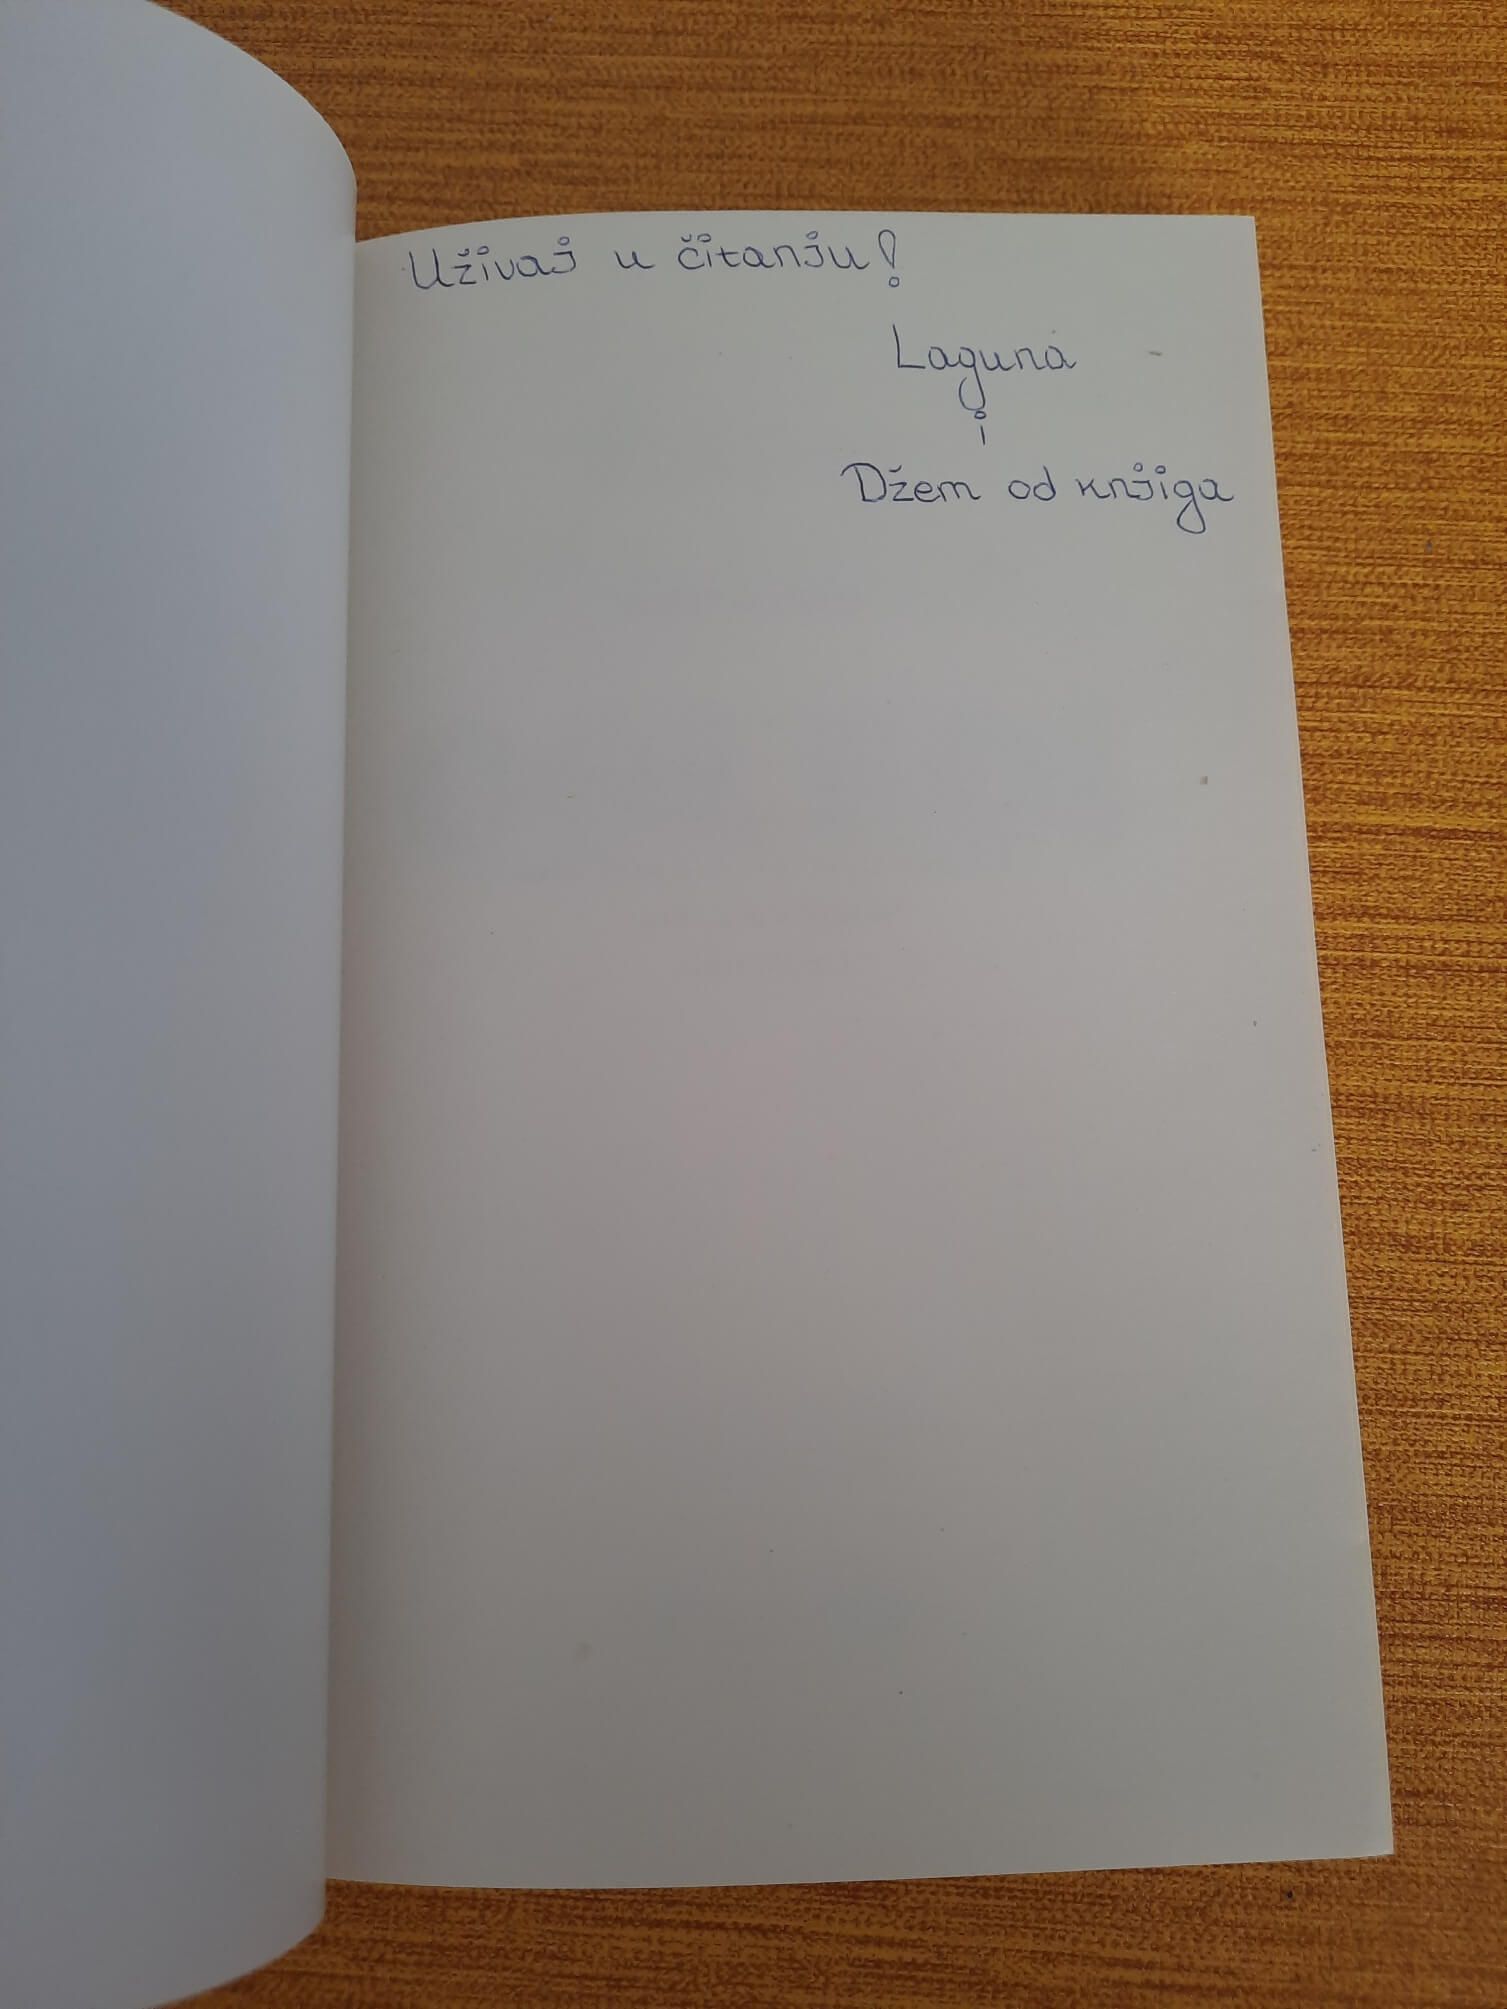 Uživaj u čitanju!
Laguna
i
Džem od knjiga